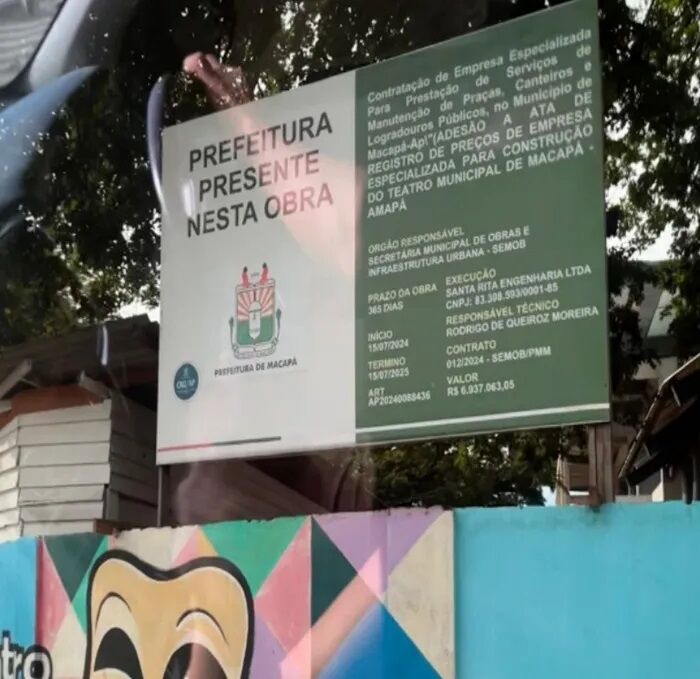 PREFEITURA
PRESENTE
NESTA OBRA
PREFEITURA DE MACAPÁ
Contratação de Empresa Especializada
Para Prestação de Serviços de
Manutenção de Praças, Canteiros e
Logradouros Públicos, no Município de
Macapá-Ap\"(ADESÃO A ATA DE
REGISTRO DE PREÇOS DE EMPRESA
ESPECIALIZADA PARA CONSTRUÇÃO
DO TEATRO MUNICIPAL DE MACAPÁ -
AMAPÁ
ORGÃO RESPONSÁVEL
SECRETÁRIA MUNICIPAL DE OBRAS E
INFRAESTRUTURA URBANA - SEMOB
PRAZO DA OBRA
365 DIAS
INÍCIO
15/07/2024
TERMINO
15/07/2025
ART
AP20240088436
EXECUÇÃO
SANTA RITA ENGENHARIA LTDA
CNPJ: 83.308.593/0001-85
RESPONSÁVEL TÉCNICO
RODRIGO DE QUEIROZ MOREIRA
CONTRATO
012/2024 - SEMOB/PMM
VALOR
R$ 6.937.063,05
tro